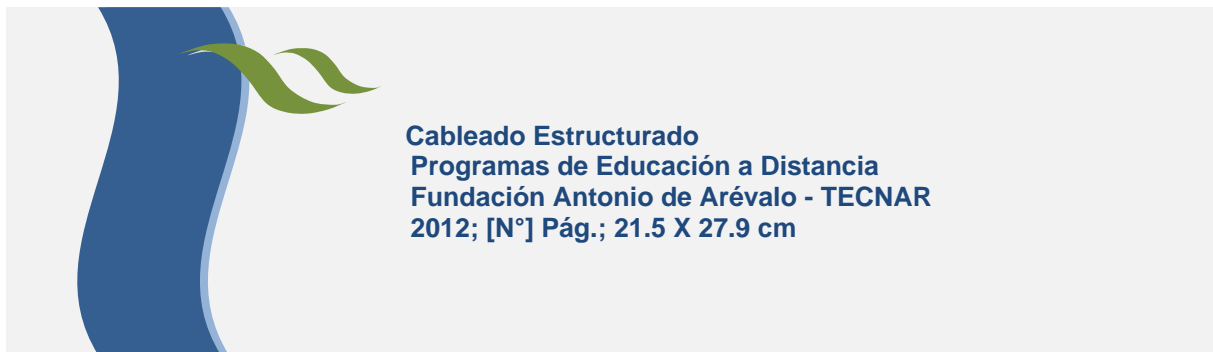 Cableado Estructurado
Programas de Educación a Distancia
Fundación Antonio de Arévalo - TECNAR
2012; [N°] Pág.; 21.5 X 27.9 cm